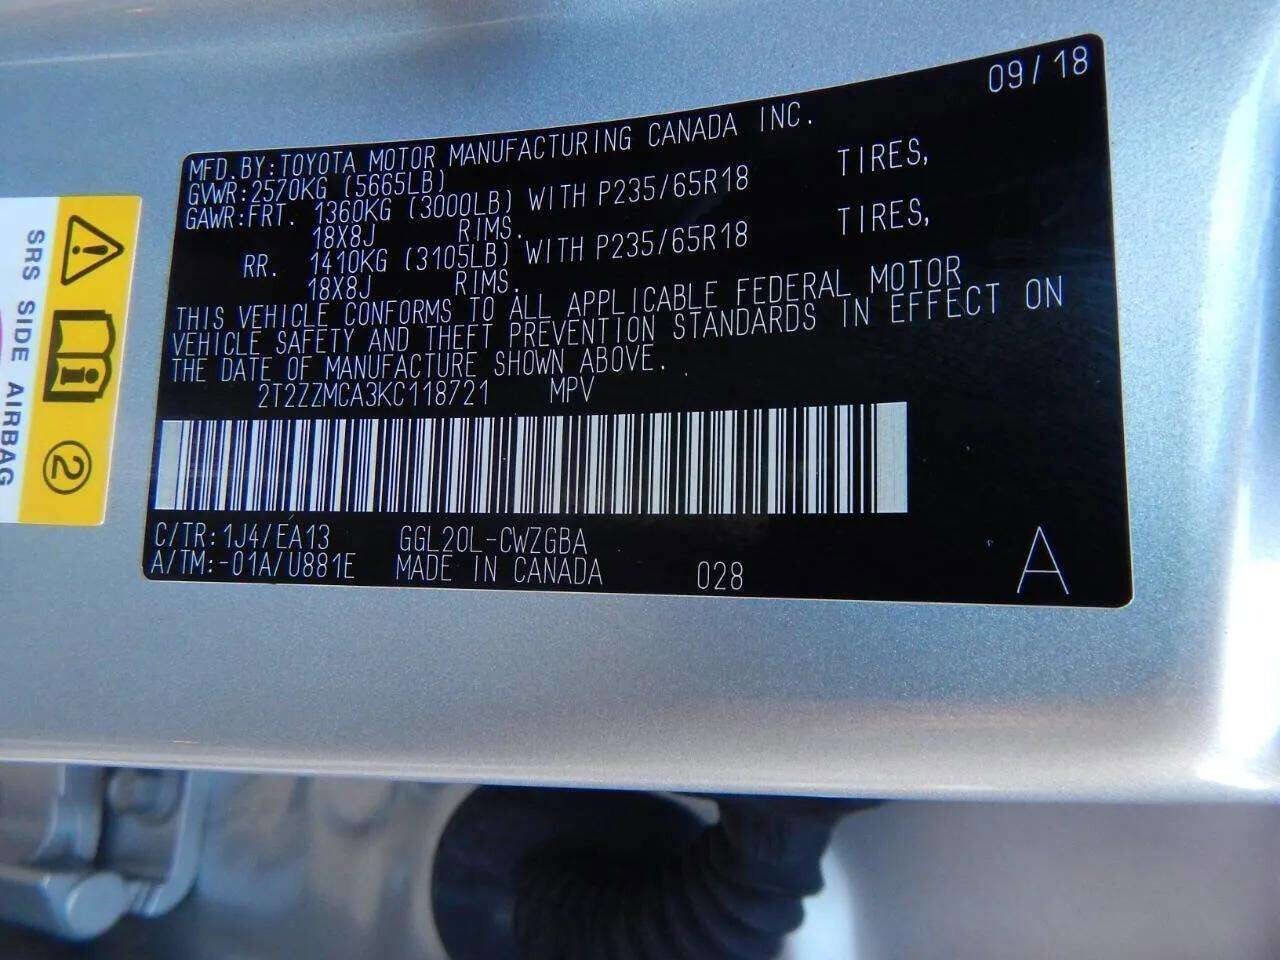 09/18
MFD.BY:TOYOTA MOTOR MANUFACTURING CANADA INC.
GVWR:2570KG (5665LB)
GAWR:FRT. 1360KG (3000LB) WITH P235/65R18 TIRES,
18X8J RIMS.
RR. 1410KG (3105LB) WITH P235/65R18 TIRES,
18X8J RIMS.
THIS VEHICLE CONFORMS TO ALL APPLICABLE FEDERAL MOTOR
VEHICLE SAFETY AND THEFT PREVENTION STANDARDS IN EFFECT ON
THE DATE OF MANUFACTURE SHOWN ABOVE.
2T2ZZMCA3KC118721 MPV
C/TR:1J4/EA13 GGL20L-CWZGBA
A/TM:-01A/U881E MADE IN CANADA 028 A
SRS SIDE AIRBAG
2